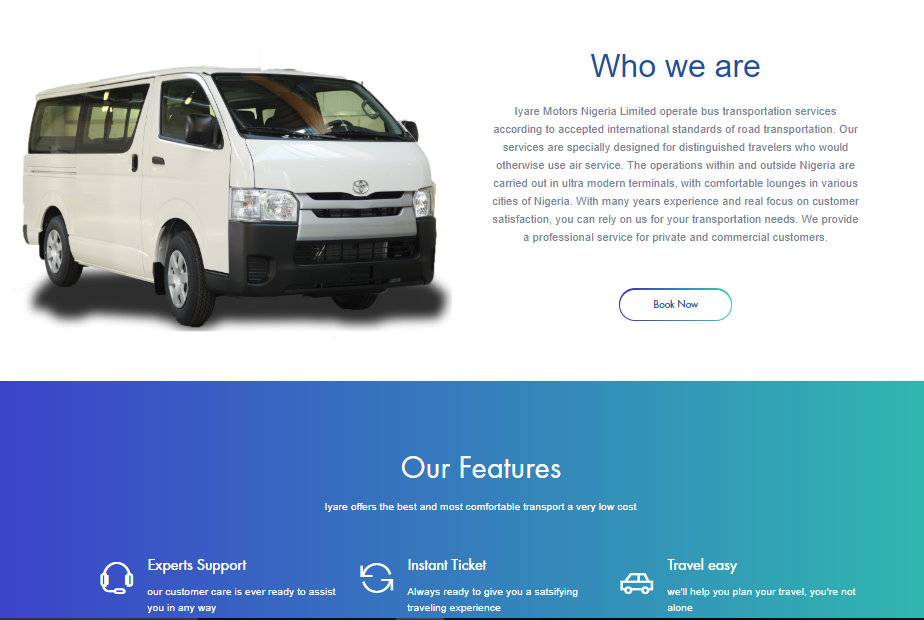 Who we are
Iyare Motors Nigeria Limited operate bus transportation services
according to accepted international standards of road transportation. Our
services are specially designed for distinguished travelers who would
otherwise use air service. The operations within and outside Nigeria are
carried out in ultra modern terminals, with comfortable lounges in various
cities of Nigeria. With many years experience and real focus on customer
satisfaction, you can rely on us for your transportation needs. We provide
a professional service for private and commercial customers.
Book Now
Our Features
Iyare offers the best and most comfortable transport a very low cost
Experts Support
our customer care is ever ready to assist
you in any way
Instant Ticket
Always ready to give you a satsifying
traveling experience
Travel easy
we'll help you plan your travel, you're not
alone